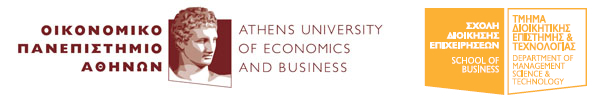 ΟΙΚΟΝΟΜΙΚΟ
ΠΑΝΕΠΙΣΤΗΜΙΟ
ΑΘΗΝΩΝ
ATHENS UNIVERSITY
OF ECONOMICS
AND BUSINESS
ΣΧΟΛΗ
ΔΙΟΙΚΗΣΗΣ
ΕΠΙΧΕΙΡΗΣΕΩΝ
SCHOOL OF
BUSINESS
ΤΜΗΜΑ
ΔΙΟΙΚΗΤΙΚΗΣ
ΕΠΙΣΤΗΜΗΣ &
ΤΕΧΝΟΛΟΓΙΑΣ
DEPARTMENT OF
MANAGEMENT
SCIENCE &
TECHNOLOGY